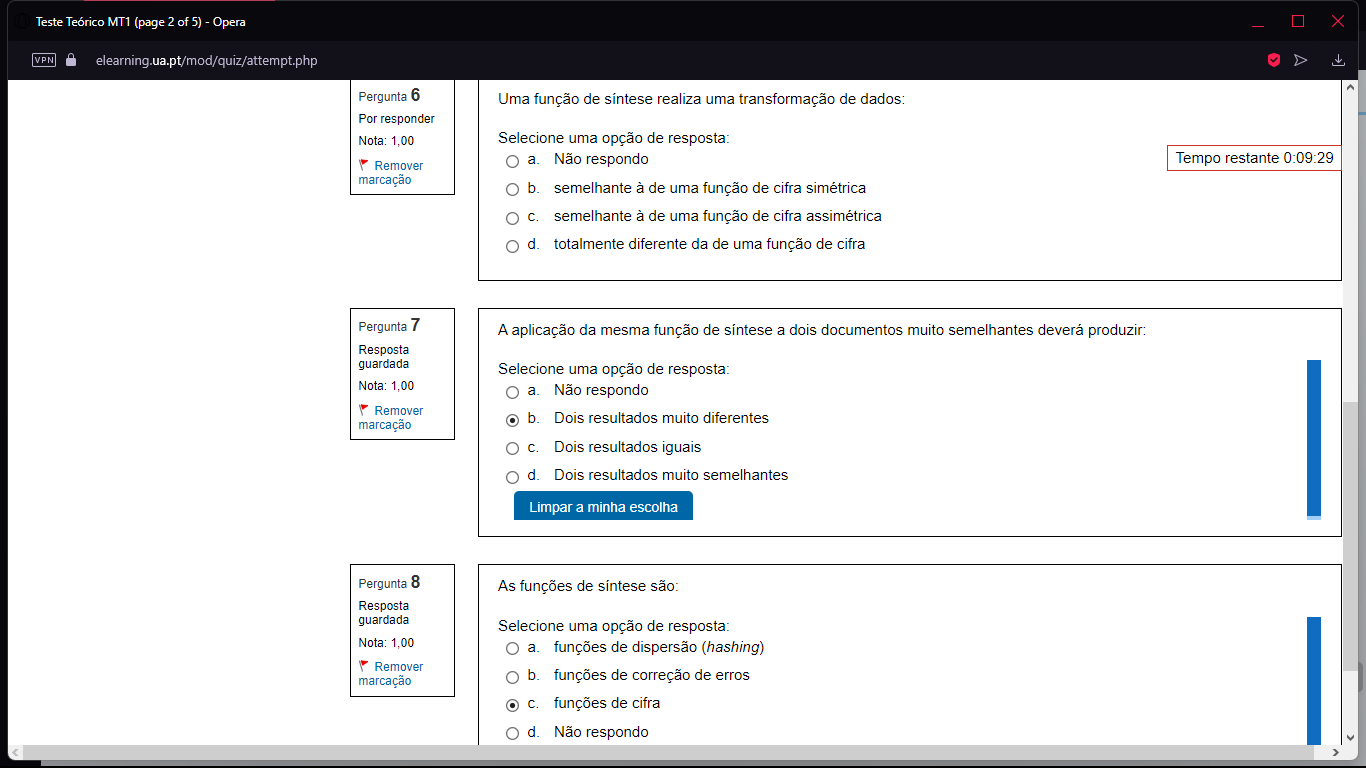 Teste Teórico MT1 (page 2 of 5) - Opera
VPN elearning.ua.pt/mod/quiz/attempt.php
Pergunta 6
Por responder
Nota: 1,00
Remover
marcação
Uma função de síntese realiza uma transformação de dados:
Selecione uma opção de resposta:
a. Não respondo
b. semelhante à de uma função de cifra simétrica
c. semelhante à de uma função de cifra assimétrica
d. totalmente diferente da de uma função de cifra
Tempo restante 0:09:29
Pergunta 7
Resposta
guardada
Nota: 1,00
Remover
marcação
A aplicação da mesma função de síntese a dois documentos muito semelhantes deverá produzir:
Selecione uma opção de resposta:
a. Não respondo
b. Dois resultados muito diferentes
c. Dois resultados iguais
d. Dois resultados muito semelhantes
Limpar a minha escolha
Pergunta 8
Resposta
guardada
Nota: 1,00
Remover
marcação
As funções de síntese são:
Selecione uma opção de resposta:
a. funções de dispersão (hashing)
b. funções de correção de erros
c. funções de cifra
d. Não respondo